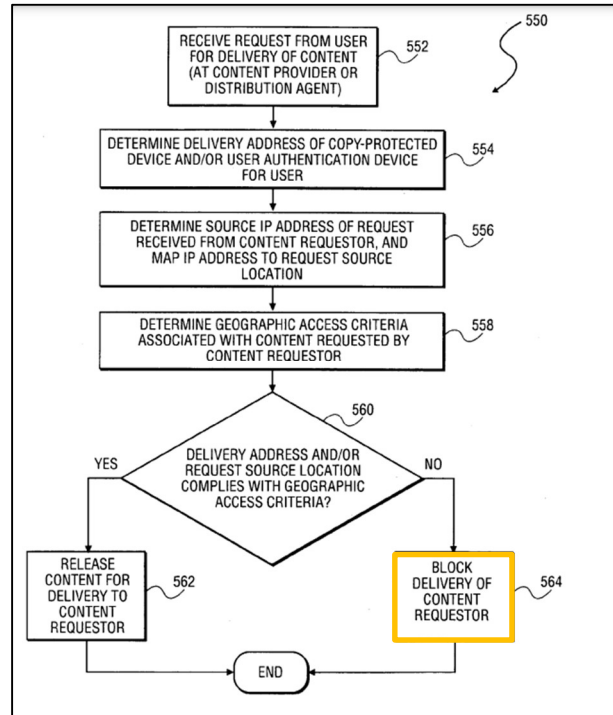 550
RECEIVE REQUEST FROM USER
FOR DELIVERY OF CONTENT
(AT CONTENT PROVIDER OR
DISTRIBUTION AGENT)
552
DETERMINE DELIVERY ADDRESS OF COPY-PROTECTED
DEVICE AND/OR USER AUTHENTICATION DEVICE
FOR USER
554
DETERMINE SOURCE IP ADDRESS OF REQUEST
RECEIVED FROM CONTENT REQUESTOR, AND
MAP IP ADDRESS TO REQUEST SOURCE
LOCATION
556
DETERMINE GEOGRAPHIC ACCESS CRITERIA
ASSOCIATED WITH CONTENT REQUESTED BY
CONTENT REQUESTOR
558
560
DELIVERY ADDRESS AND/OR
REQUEST SOURCE LOCATION
COMPLIES WITH GEOGRAPHIC
ACCESS CRITERIA?
YES
NO
RELEASE
CONTENT FOR
DELIVERY TO
CONTENT
REQUESTOR
562
BLOCK
DELIVERY OF
CONTENT
REQUESTOR
564
END